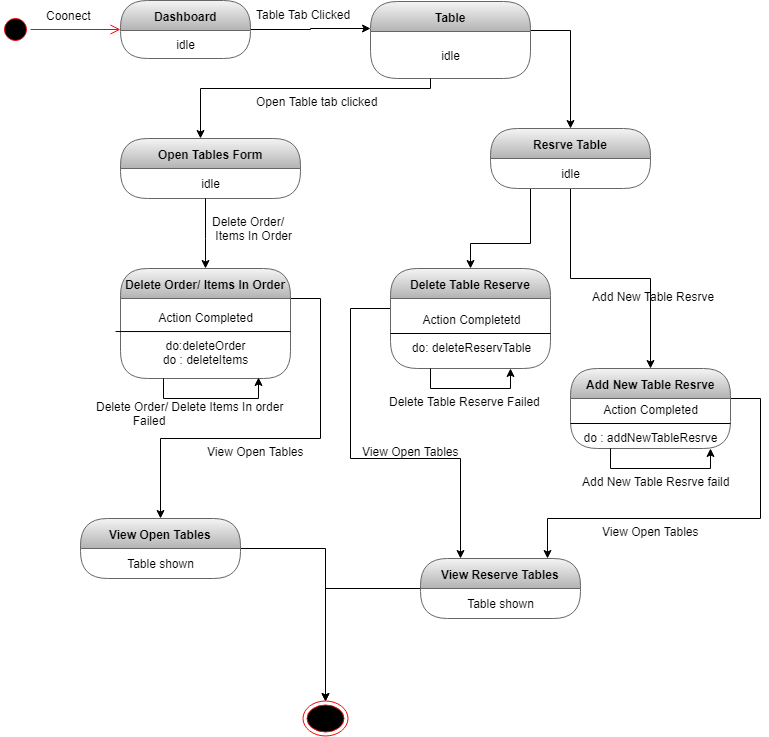 Coonect
Dashboard
idle
Table Tab Clicked
Table
idle
Open Table tab clicked
Open Tables Form
idle
Resrve Table
idle
Delete Order/
Items In Order
Delete Order/ Items In Order
Action Completed
do:deleteOrder
do : deleteItems
Delete Order/ Delete Items In order
Failed
Delete Table Reserve
Action Completetd
do: deleteReservTable
Delete Table Reserve Failed
Add New Table Resrve
Add New Table Resrve
Action Completed
do : addNewTableResrve
Add New Table Resrve faild
View Open Tables
View Open Tables
View Open Tables
View Open Tables
Table shown
View Reserve Tables
Table shown